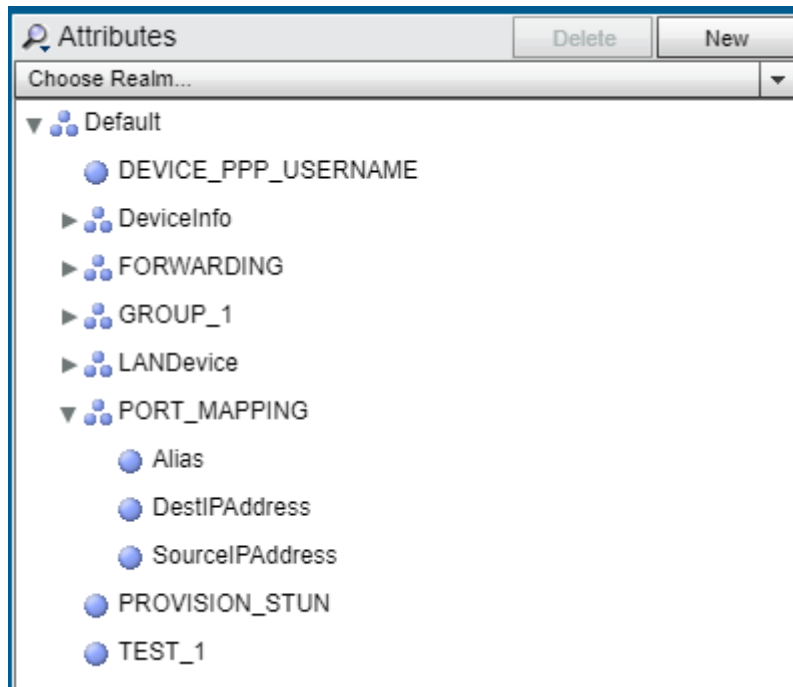 Attributes Delete New
Choose Realm...
Default
DEVICE_PPP_USERNAME
DeviceInfo
FORWARDING
GROUP_1
LANDevice
PORT_MAPPING
Alias
DestIPAddress
SourceIPAddress
PROVISION_STUN
TEST_1